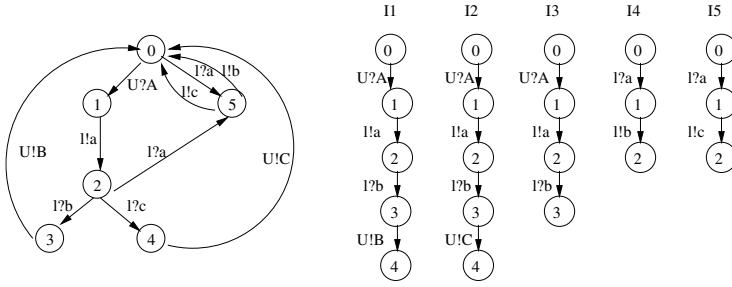 I1 I2 I3 I4 I5
0 0 0 0 0 0
l?a l!b
U?A U?A U?A U?A l?a l?a
l!c
1 5 1 1 1 1 1
l!a l!a l!a l!a l!b l!c
l?a
U!B U!C
2 2 2 2 2 2
l?b l?c l?b l?b l?b
3 4 3 3 3
U!B U!C
4 4